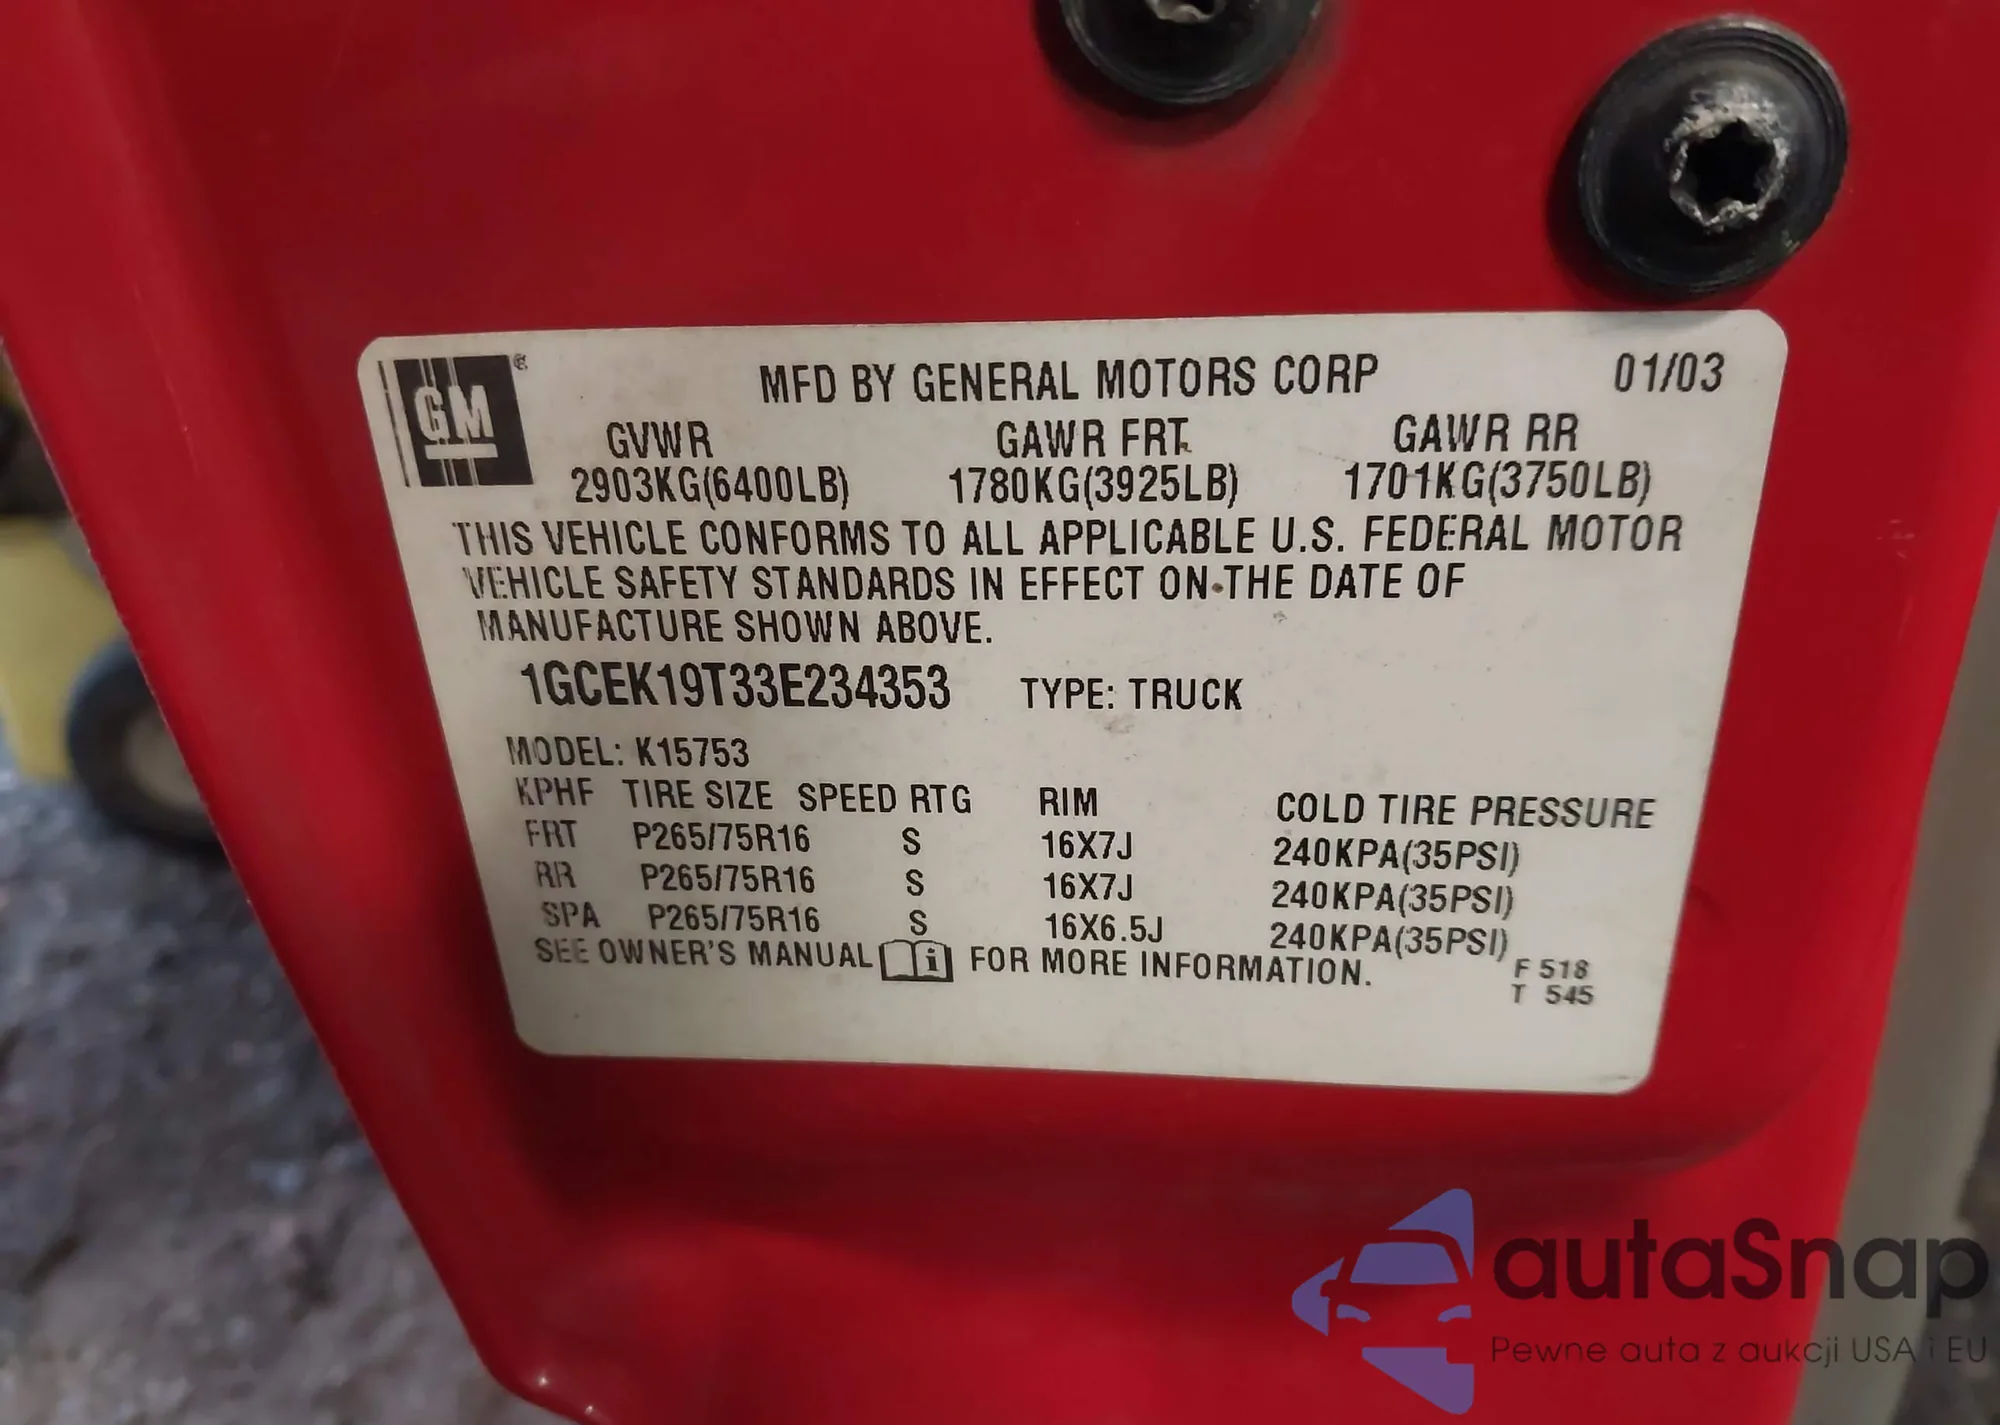 GM
MFD BY GENERAL MOTORS CORP 01/03
GVWR GAWR FRT GAWR RR
2903KG(6400LB) 1780KG(3925LB) 1701KG(3750LB)
THIS VEHICLE CONFORMS TO ALL APPLICABLE U.S. FEDERAL MOTOR
VEHICLE SAFETY STANDARDS IN EFFECT ON THE DATE OF
MANUFACTURE SHOWN ABOVE.
1GCEK19T33E234353 TYPE: TRUCK
MODEL: K15753
KPHF TIRE SIZE SPEED RTG RIM COLD TIRE PRESSURE
FRT P265/75R16 S 16X7J 240KPA(35PSI)
RR P265/75R16 S 16X7J 240KPA(35PSI)
SPA P265/75R16 S 16X6.5J 240KPA(35PSI)
SEE OWNER'S MANUAL i FOR MORE INFORMATION.
F 518
T 545
autaSnap
Pewne auta z aukcji USA i EU